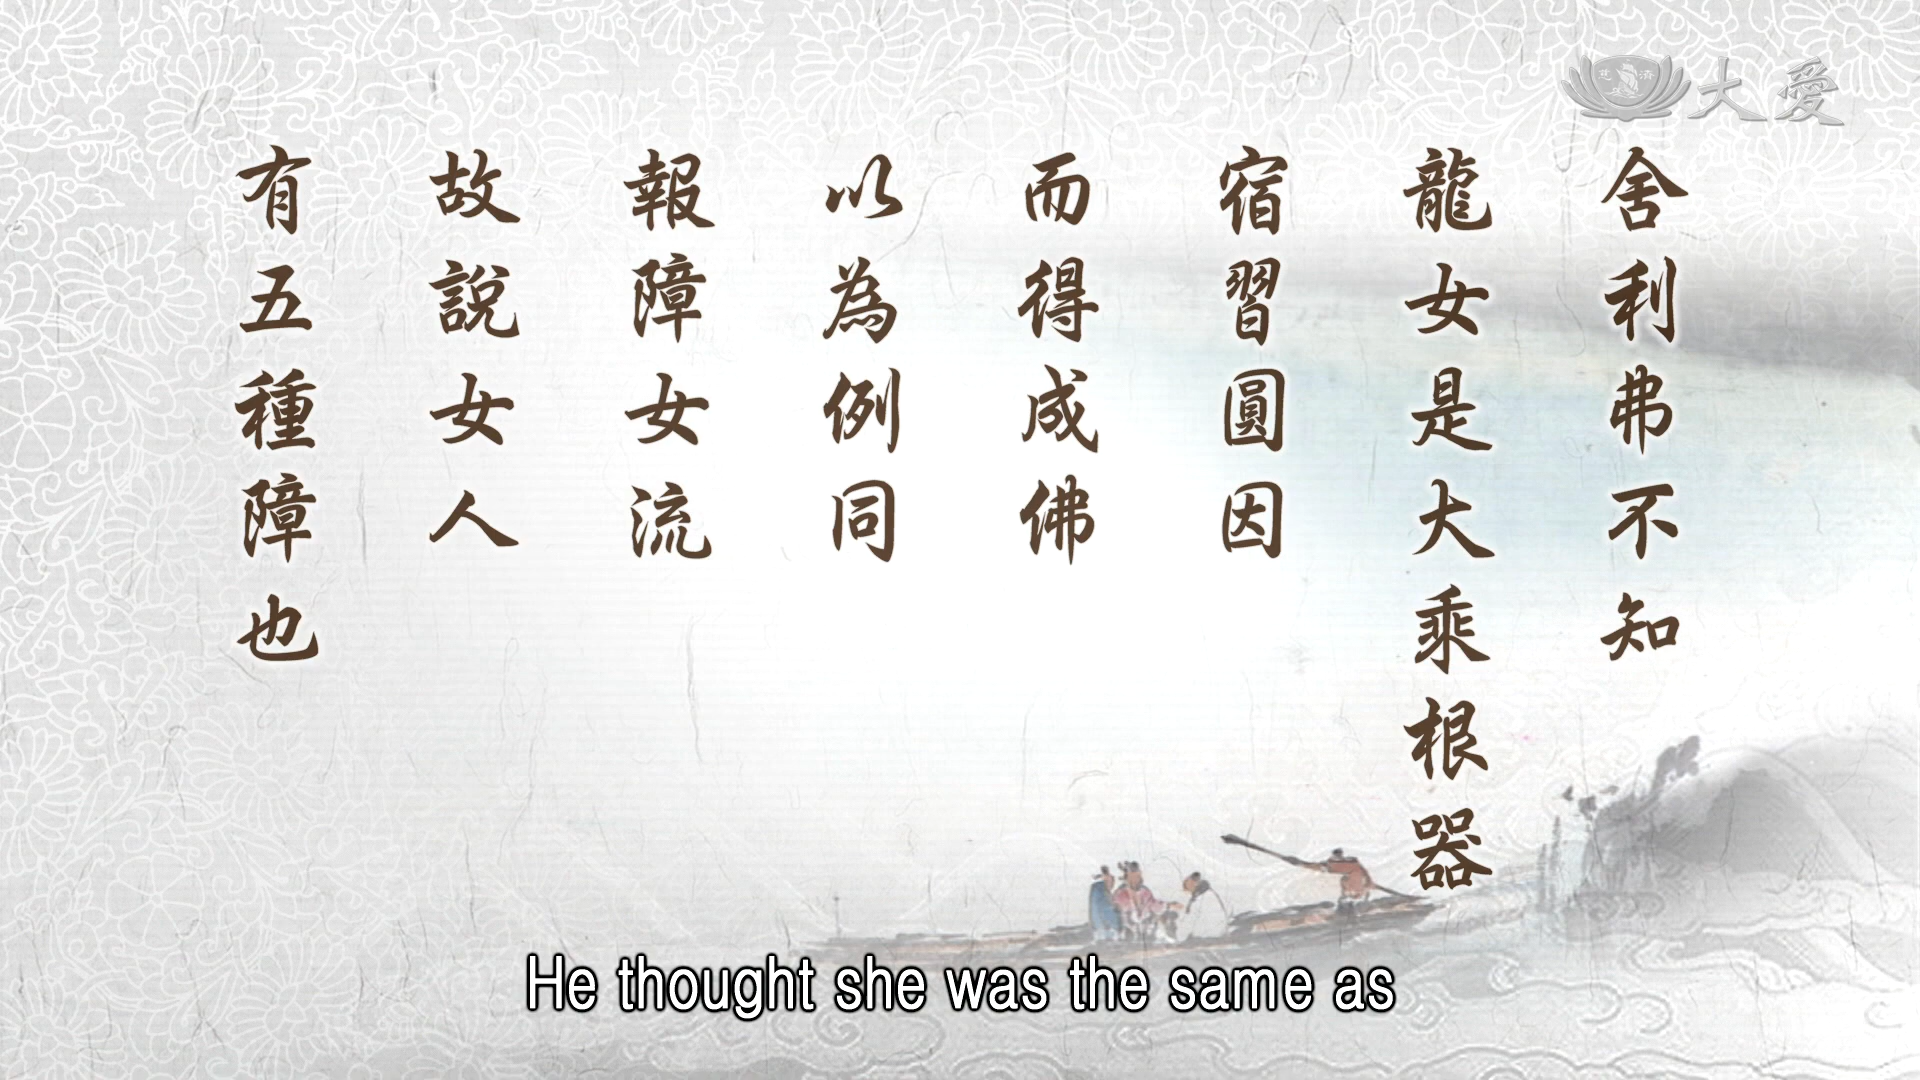 大愛
慈濟
舍利弗不知
龍女是大乘根器
宿習圓因
而得成佛
以為例同
報障女流
故說女人
有五種障也
He thought she was the same as